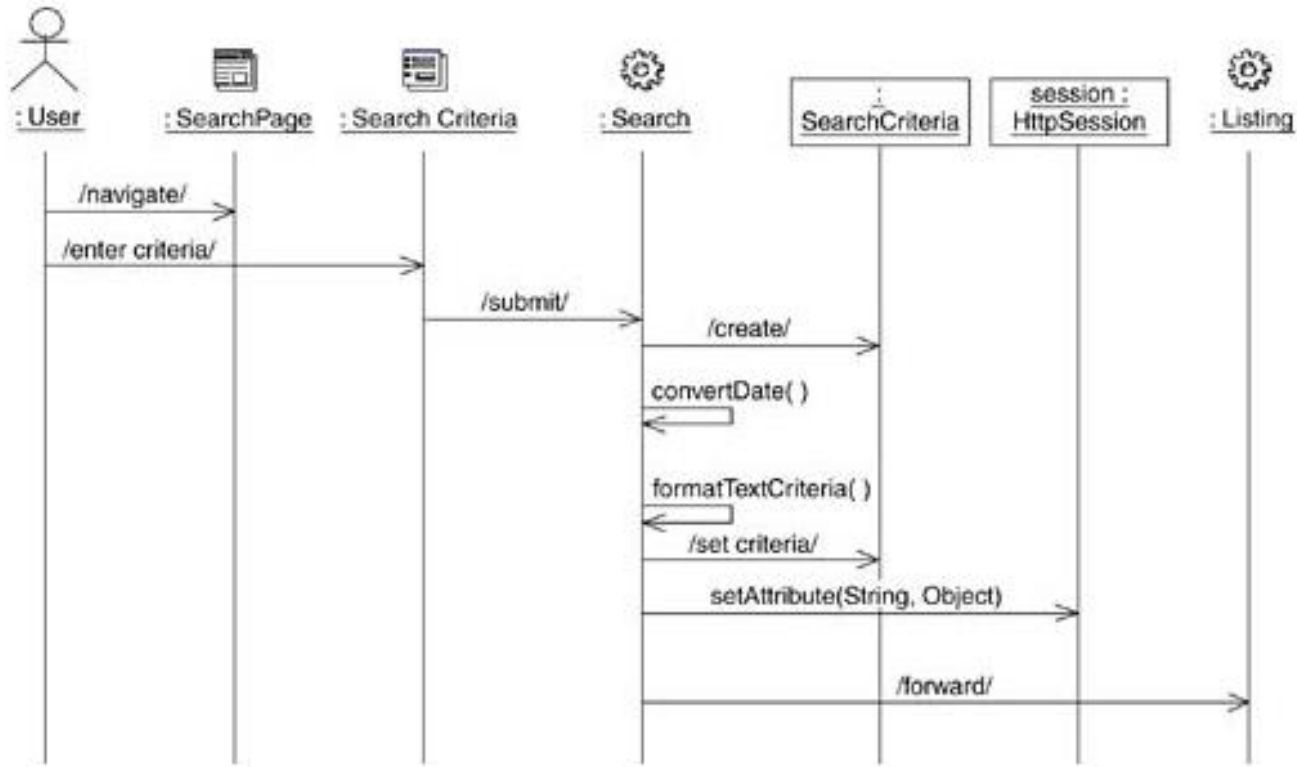 : User
: SearchPage
: Search Criteria
: Search
:
SearchCriteria
session :
HttpSession
: Listing
/navigate/
/enter criteria/
/submit/
/create/
convertDate( )
formatTextCriteria( )
/set criteria/
setAttribute(String, Object)
/forward/